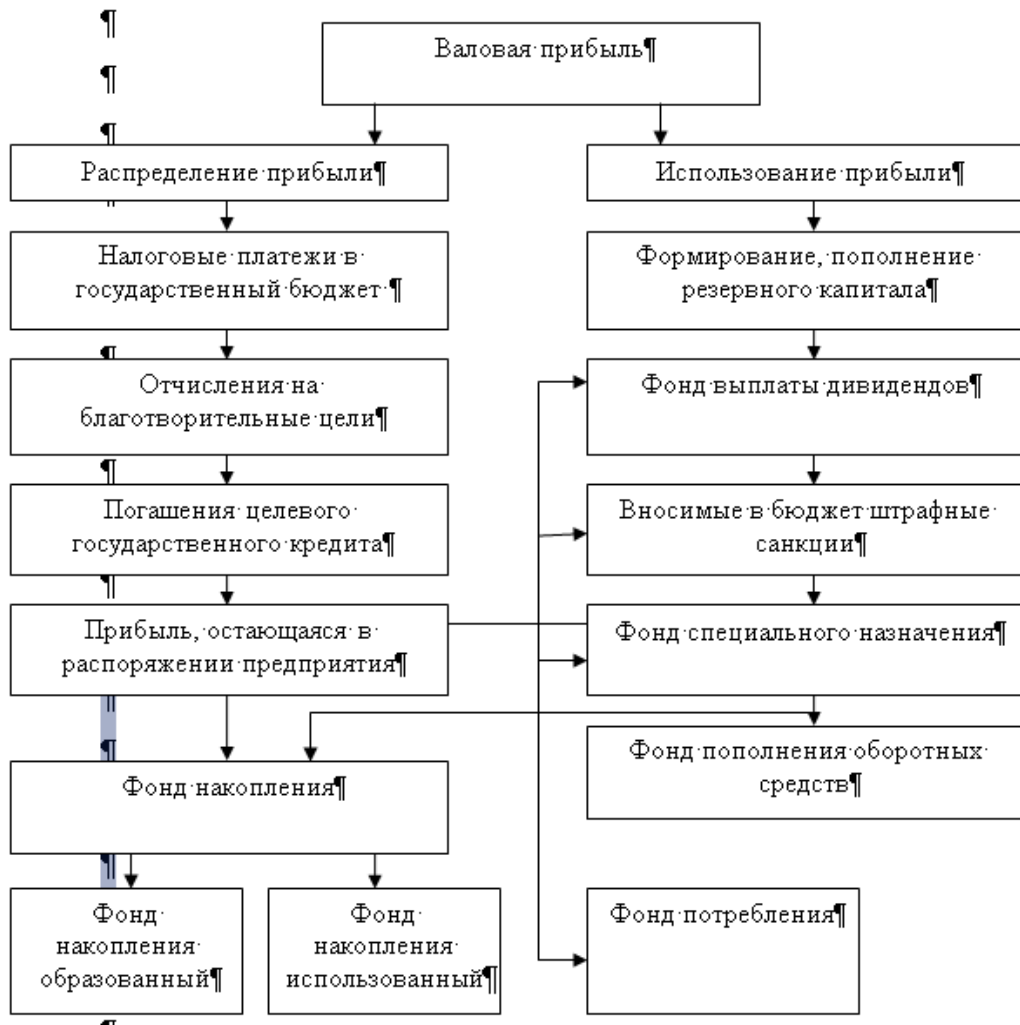 Валовая прибыль
Распределение прибыли
Использование прибыли
Налоговые платежи в
государственный бюджет
Формирование, пополнение
резервного капитала
Отчисления на
благотворительные цели
Фонд выплаты дивидендов
Погашения целевого
государственного кредита
Вносимые в бюджет штрафные
санкции
Прибыль, остающаяся в
распоряжении предприятия
Фонд специального назначения
Фонд пополнения оборотных
средств
Фонд накопления
Фонд
накопления
образованный
Фонд
накопления
использованный
Фонд потребления